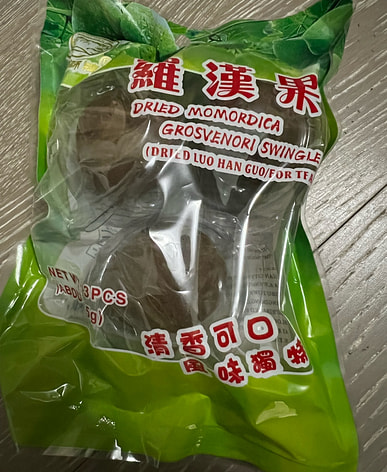 羅漢果
DRIED MOMORDICA
GROSVENORI SWINGLE
(DRIED LUO HAN GUO/FOR TEA
NET
3PCS
清香可口
風味獨特